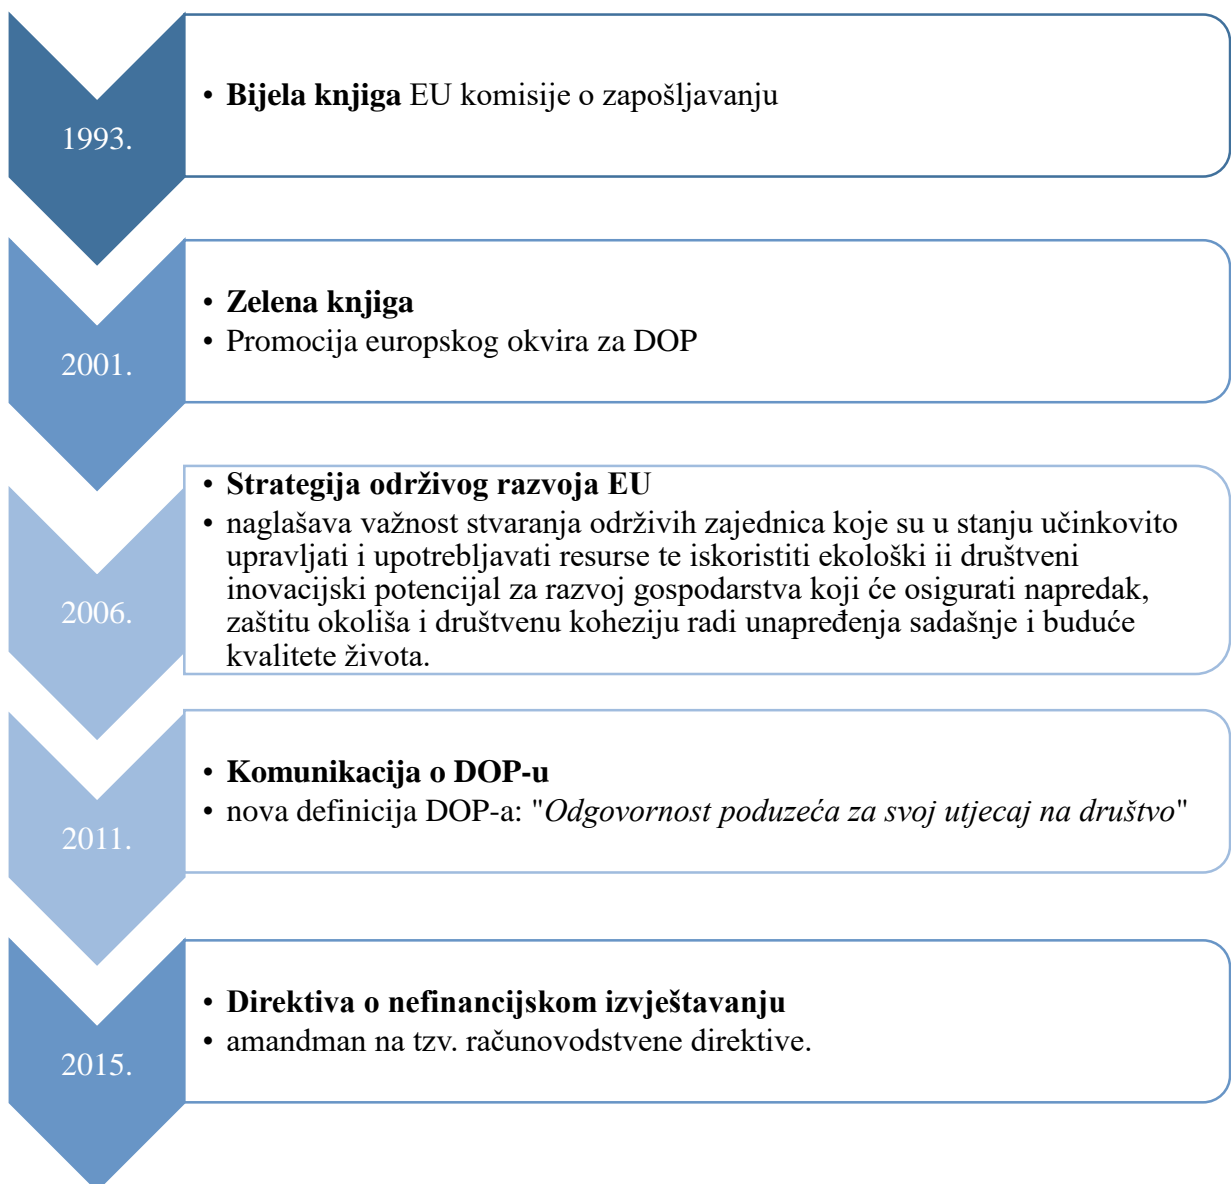 1993.
• Bijela knjiga EU komisije o zapošljavanju
2001.
• Zelena knjiga
• Promocija europskog okvira za DOP
2006.
• Strategija održivog razvoja EU
• naglašava važnost stvaranja održivih zajednica koje su u stanju učinkovito
upravljati i upotrebljavati resurse te iskoristiti ekološki ii društveni
inovacijski potencijal za razvoj gospodarstva koji će osigurati napredak,
zaštitu okoliša i društvenu koheziju radi unapređenja sadašnje i buduće
kvalitete života.
2011.
• Komunikacija o DOP-u
• nova definicija DOP-a: "Odgovornost poduzeća za svoj utjecaj na društvo"
2015.
• Direktiva o nefinancijskom izvještavanju
• amandman na tzv. računovodstvene direktive.